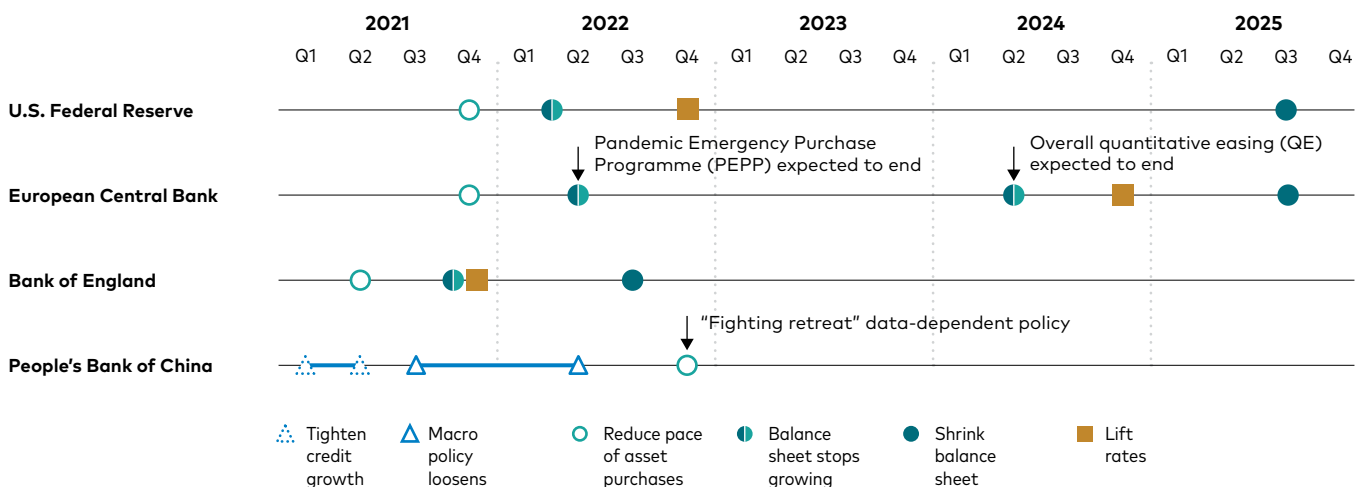 2021 2022 2023 2024 2025
Q1 Q2 Q3 Q4 Q1 Q2 Q3 Q4 Q1 Q2 Q3 Q4 Q1 Q2 Q3 Q4 Q1 Q2 Q3 Q4
U.S. Federal Reserve
Pandemic Emergency Purchase
Programme (PEPP) expected to end
Overall quantitative easing (QE)
expected to end
European Central Bank
Bank of England
“Fighting retreat” data-dependent policy
People’s Bank of China
Tighten
credit
growth
Macro
policy
loosens
Reduce pace
of asset
purchases
Balance
sheet stops
growing
Shrink
balance
sheet
Lift
rates